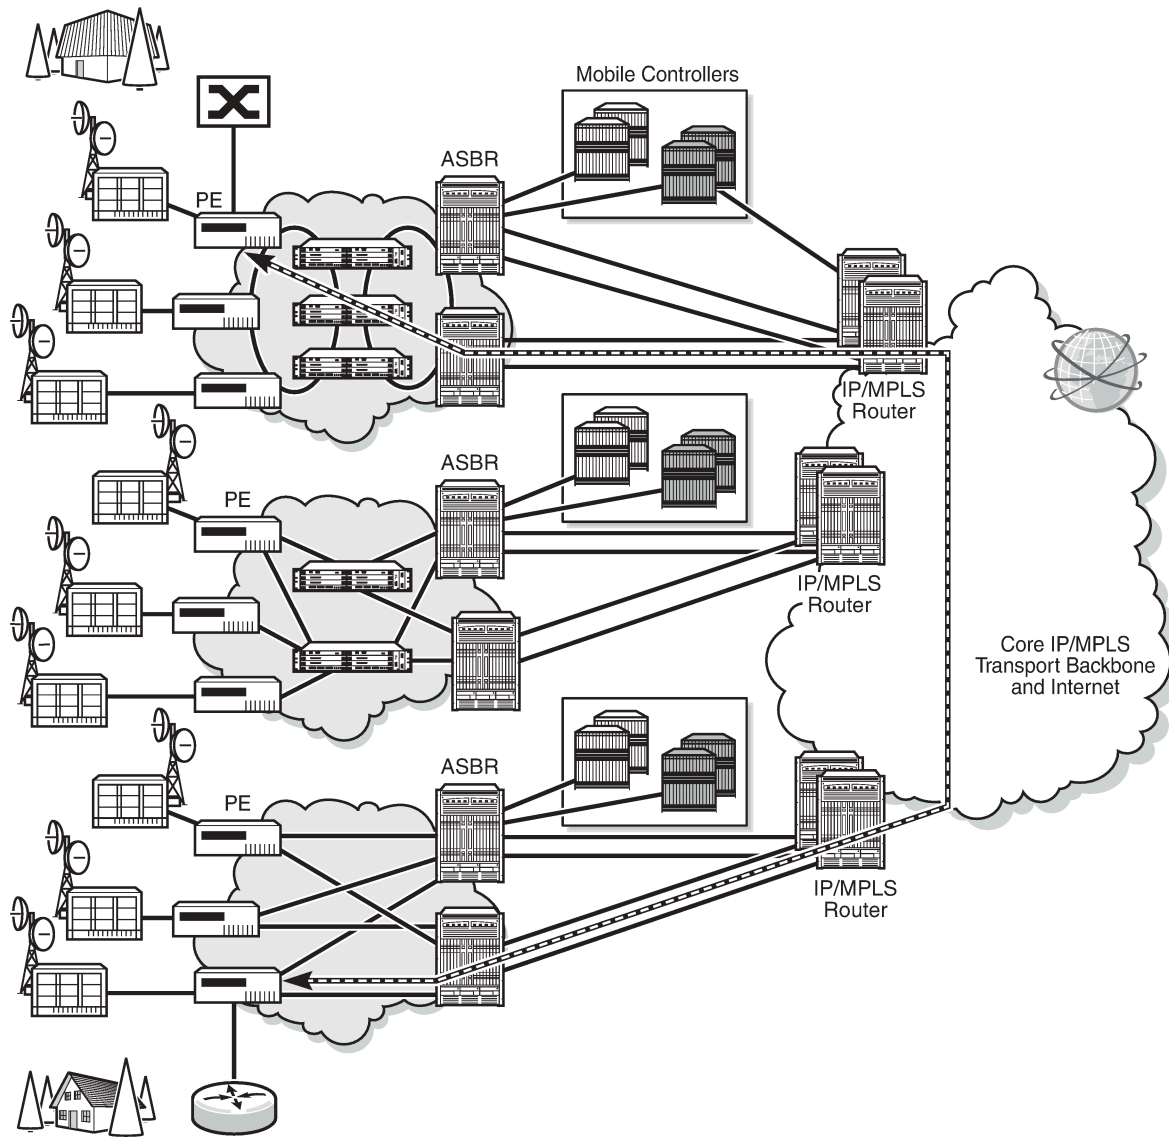 Mobile Controllers
ASBR
PE
IP/MPLS
Router
ASBR
PE
IP/MPLS
Router
Core IP/MPLS
Transport Backbone
and Internet
ASBR
PE
IP/MPLS
Router